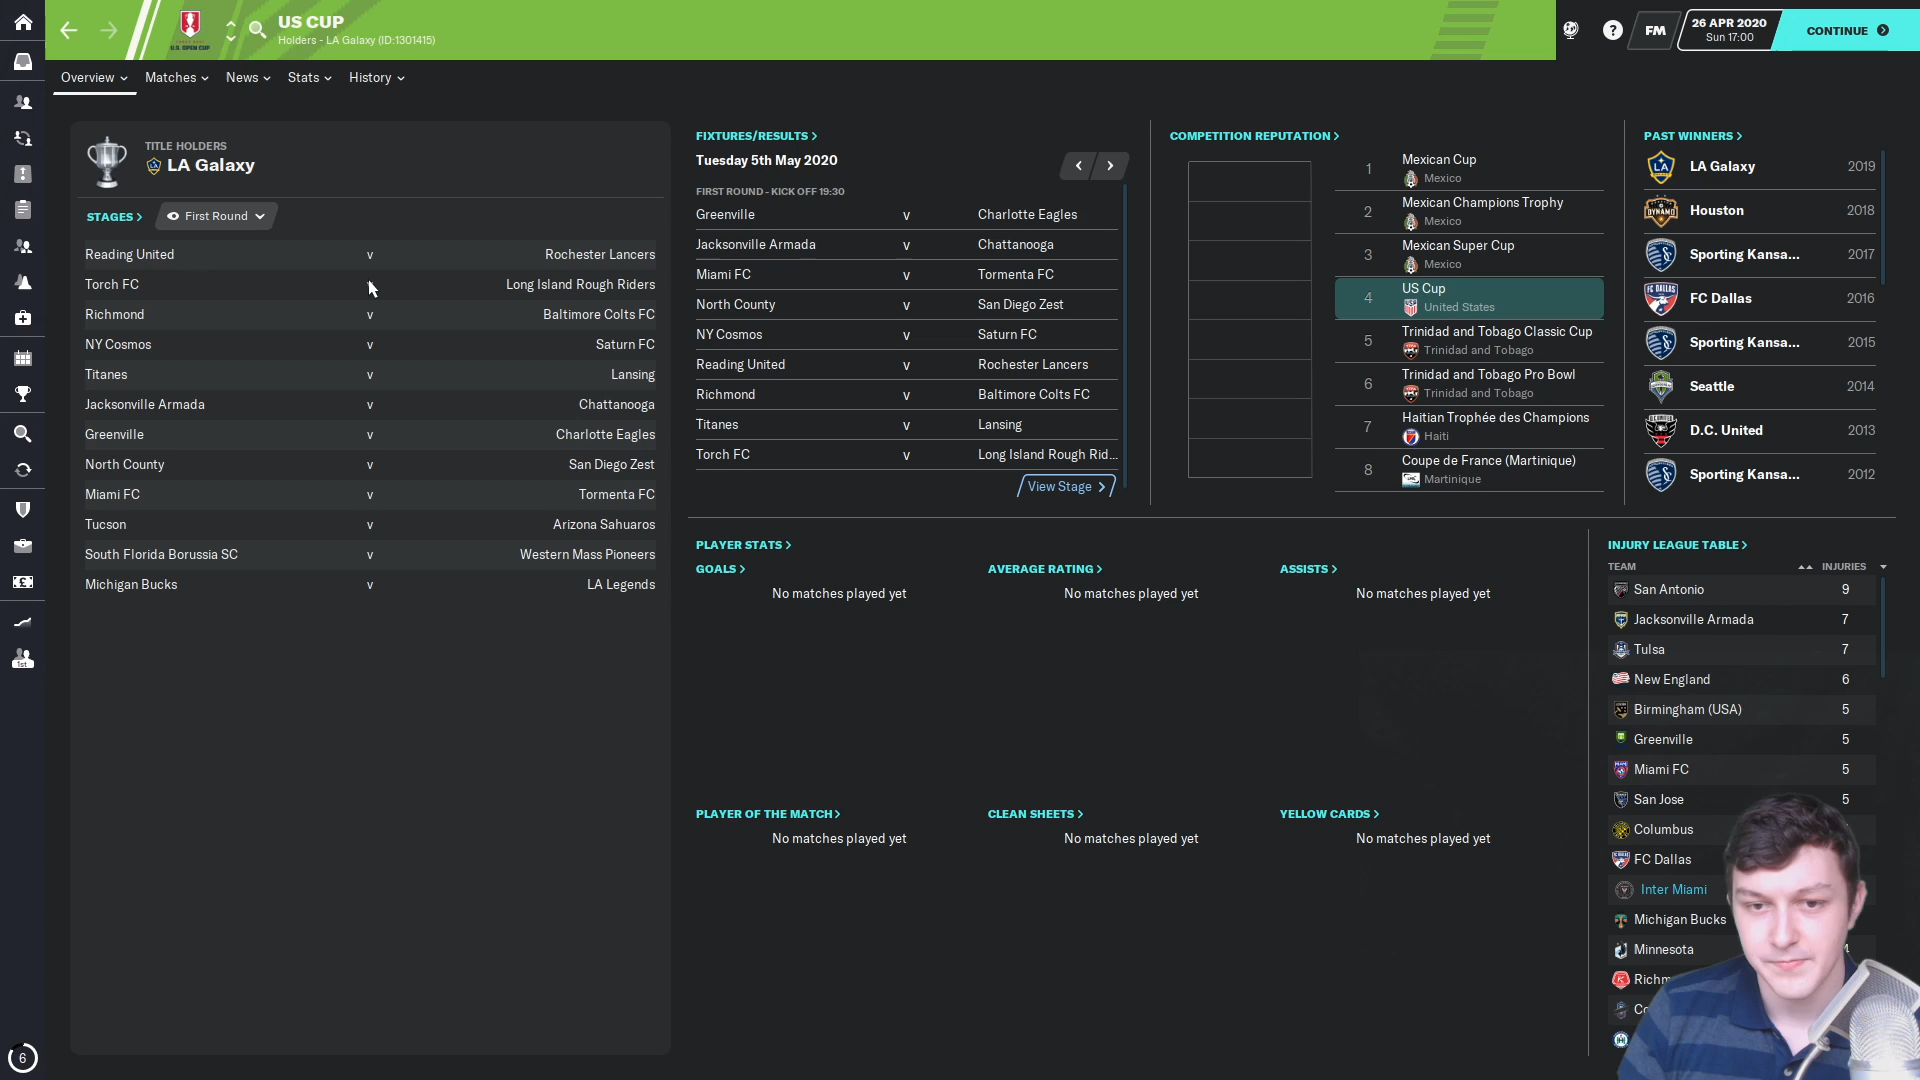 US CUP
Holders - LA Galaxy (ID:1301415)
U.S. OPEN CUP
FM
26 APR 2020
Sun 17:00
CONTINUE
Overview
Matches
News
Stats
History
TITLE HOLDERS
LA Galaxy
STAGES
First Round
Reading United v Rochester Lancers
Torch FC Long Island Rough Riders
Richmond v Baltimore Colts FC
NY Cosmos v Saturn FC
Titanes v Lansing
Jacksonville Armada v Chattanooga
Greenville v Charlotte Eagles
North County v San Diego Zest
Miami FC v Tormenta FC
Tucson v Arizona Sahuaros
South Florida Borussia SC v Western Mass Pioneers
Michigan Bucks v LA Legends
FIXTURES/RESULTS
Tuesday 5th May 2020
FIRST ROUND - KICK OFF 19:30
Greenville v Charlotte Eagles
Jacksonville Armada v Chattanooga
Miami FC v Tormenta FC
North County v San Diego Zest
NY Cosmos v Saturn FC
Reading United v Rochester Lancers
Richmond v Baltimore Colts FC
Titanes v Lansing
Torch FC v Long Island Rough Rid...
View Stage
COMPETITION REPUTATION
1 Mexican Cup
Mexico
2 Mexican Champions Trophy
Mexico
3 Mexican Super Cup
Mexico
4 US Cup
United States
5 Trinidad and Tobago Classic Cup
Trinidad and Tobago
6 Trinidad and Tobago Pro Bowl
Trinidad and Tobago
7 Haitian Trophée des Champions
Haiti
8 Coupe de France (Martinique)
Martinique
PAST WINNERS
LA Galaxy 2019
Houston 2018
Sporting Kansa... 2017
FC Dallas 2016
Sporting Kansa... 2015
Seattle 2014
D.C. United 2013
Sporting Kansa... 2012
PLAYER STATS
GOALS
No matches played yet
AVERAGE RATING
No matches played yet
ASSISTS
No matches played yet
PLAYER OF THE MATCH
No matches played yet
CLEAN SHEETS
No matches played yet
YELLOW CARDS
No matches played yet
INJURY LEAGUE TABLE
TEAM INJURIES
San Antonio 9
Jacksonville Armada 7
Tulsa 7
New England 6
Birmingham (USA) 5
Greenville 5
Miami FC 5
San Jose 5
Columbus
FC Dallas
Inter Miami
Michigan Bucks
Minnesota 4
1st
6